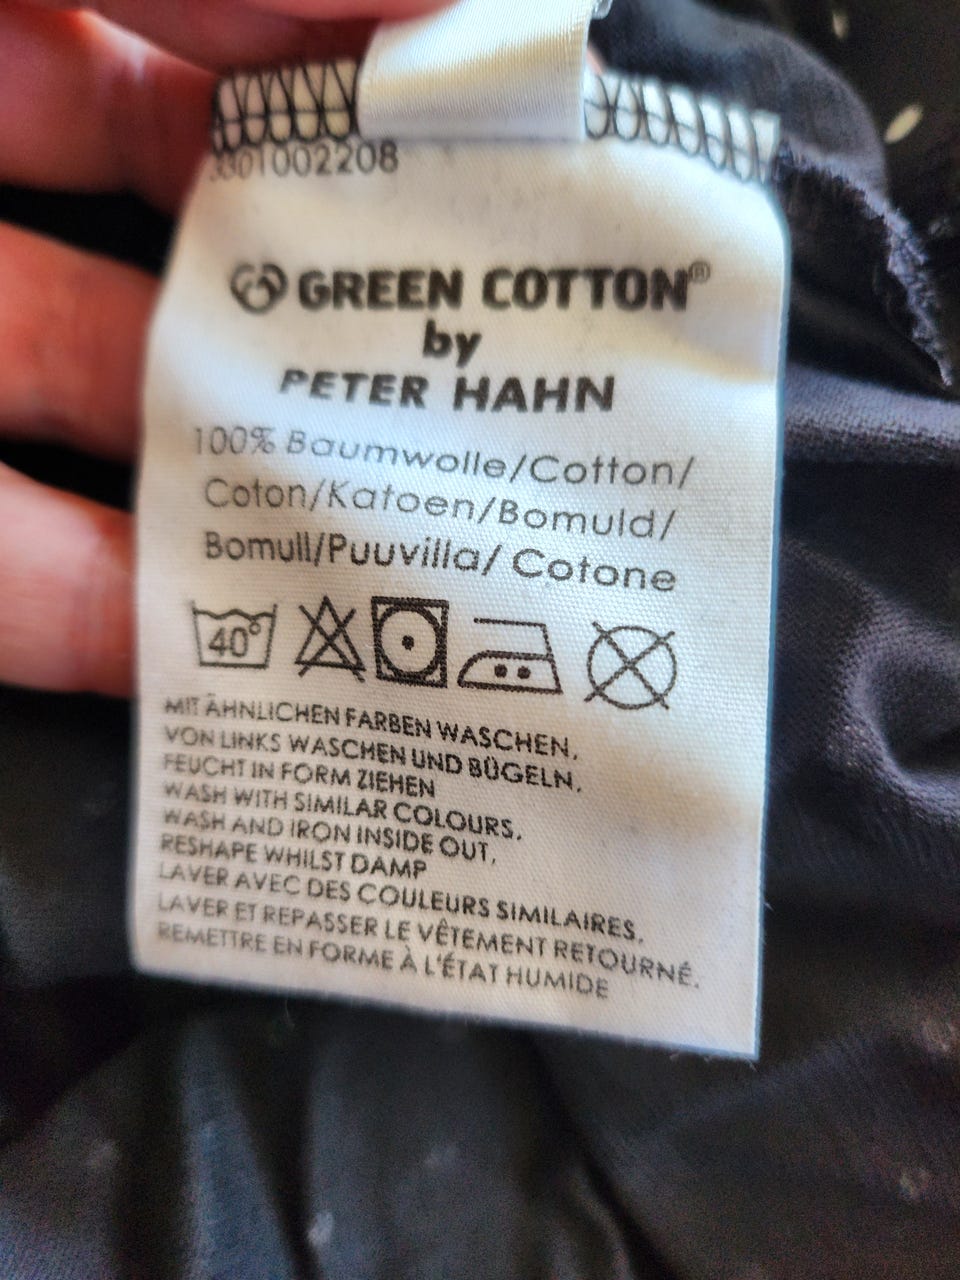 1002208
GREEN COTTON®
by
PETER HAHN
100% Baumwolle/Cotton/
Coton/Katoen/Bomuld/
Bomull/Puuvilla/ Cotone
40°
MIT ÄHNLICHEN FARBEN WASCHEN.
VON LINKS WASCHEN UND BÜGELN.
FEUCHT IN FORM ZIEHEN
WASH WITH SIMILAR COLOURS.
WASH AND IRON INSIDE OUT.
RESHAPE WHILST DAMP
LAVER AVEC DES COULEURS SIMILAIRES.
LAVER ET REPASSER LE VÊTEMENT RETOURNÉ.
REMETTRE EN FORME À L'ÉTAT HUMIDE